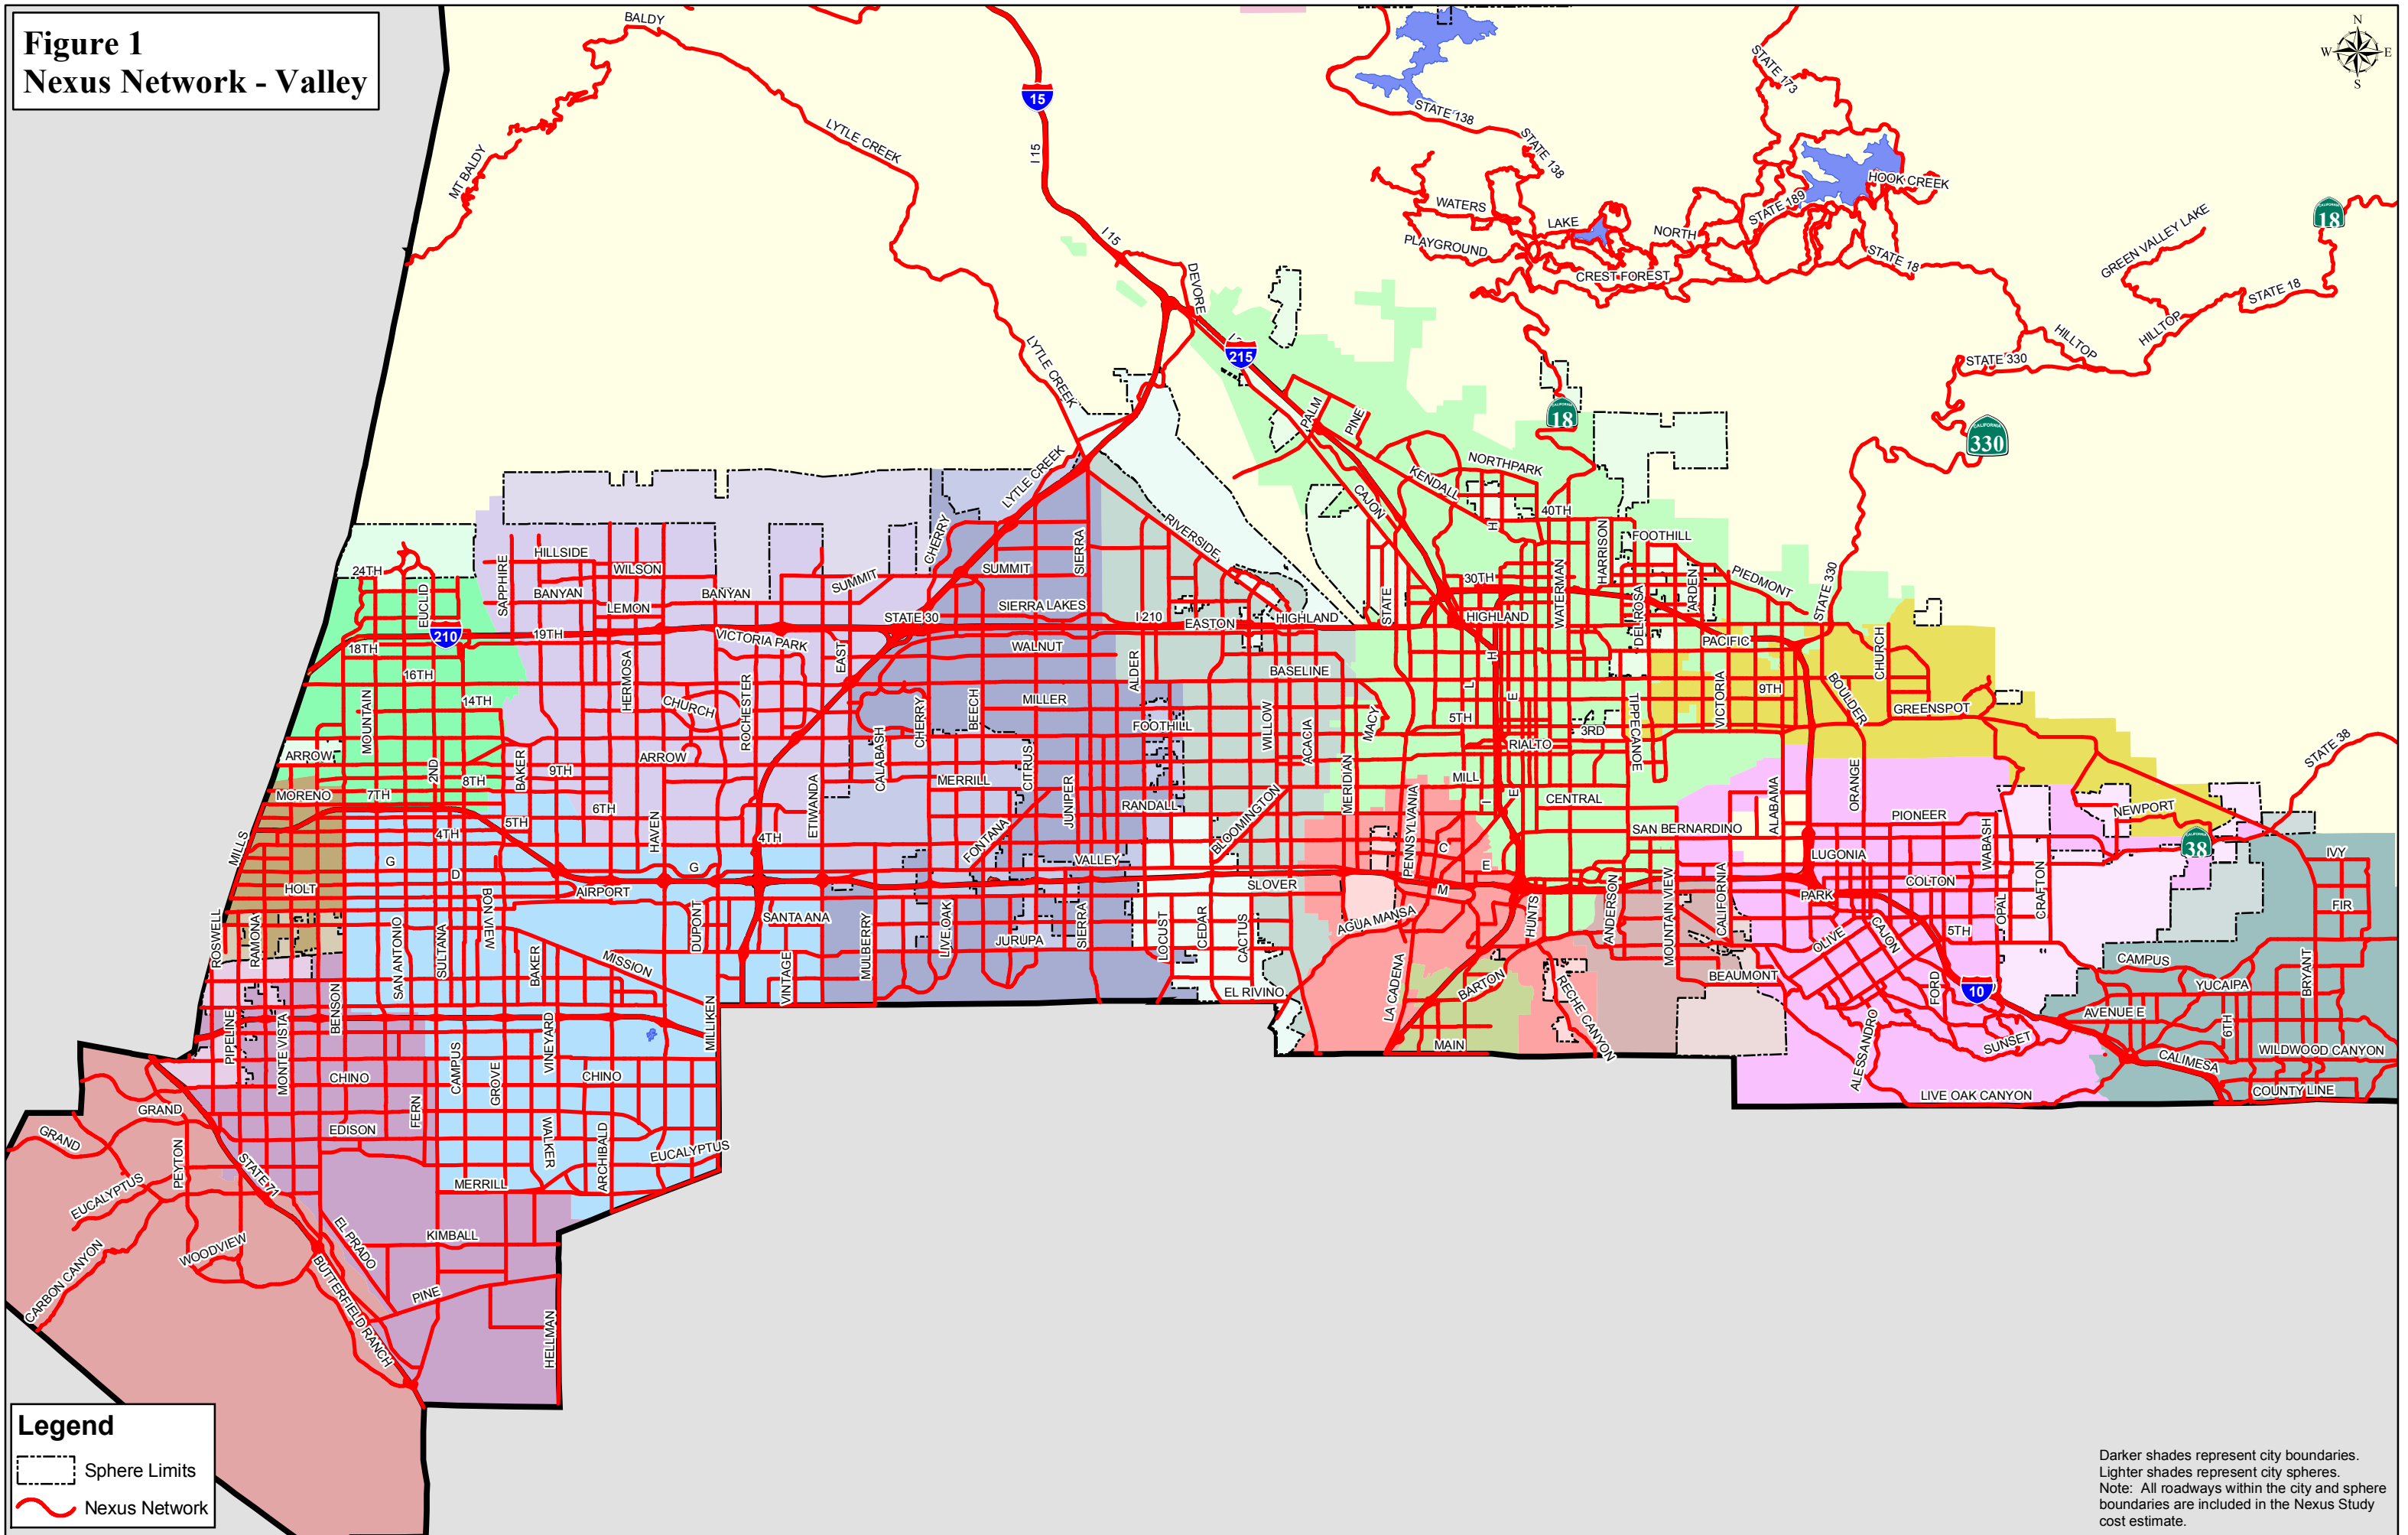 Figure 1
Nexus Network - Valley
N
W
E
S
BALDY
MT BALDY
LYTLE CREEK
15
I 15
I 15
DEVORE
215
LYTLE CREEK
LYTLE CREEK
STATE 138
STATE 138
STATE 173
WATERS
PLAYGROUND
LAKE
NORTH
CREST FOREST
STATE 189
HOOK CREEK
STATE 18
GREEN VALLEY LAKE
CALIFORNIA
18
STATE 18
HILLTOP
HILLTOP
STATE 330
CALIFORNIA
330
CALIFORNIA
18
PALM
PINE
NORTHPARK
KENDALL
CAJON
40TH
H
HARRISON
FOOTHILL
PIEDMONT
STATE 330
30TH
WATERMAN
ARDEN
DEL ROSA
STATE
HIGHLAND
PACIFIC
CHURCH
RIVERSIDE
CHERRY
SUMMIT
SIERRA
SUMMIT
SIERRA LAKES
STATE 30
I 210
EASTON
HIGHLAND
24TH
EUCLID
SAPPHIRE
HILLSIDE
WILSON
BANYAN
BANYAN
LEMON
210
19TH
VICTORIA PARK
EAST
WALNUT
BASELINE
ALDER
18TH
16TH
14TH
MOUNTAIN
HERMOSA
CHURCH
ROCHESTER
CHERRY
BEECH
MILLER
FOOTHILL
WILLOW
ACACIA
MACY
H
L
E
5TH
3RD
RIALTO
TIPPECANOE
VICTORIA
9TH
BOULDER
GREENSPOT
STATE 38
ARROW
2ND
8TH
BAKER
9TH
ARROW
CALABASH
MERRILL
CITRUS
MERIDIAN
MILL
MORENO
7TH
6TH
HAVEN
4TH
ETIWANDA
JUNIPER
RANDALL
BLOOMINGTON
PENNSYLVANIA
I
E
CENTRAL
ALABAMA
ORANGE
PIONEER
NEWPORT
MILLS
4TH
5TH
FONTANA
VALLEY
C
E
SAN BERNARDINO
LUGONIA
WABASH
CALIFORNIA
38
IVY
G
D
G
HOLT
BON VIEW
AIRPORT
SLOVER
M
PARK
COLTON
CRAFTON
FIR
ROSWELL
RAMONA
SAN ANTONIO
SULTANA
DUPONT
SANTA ANA
MULBERRY
LIVE OAK
JURUPA
SIERRA
LOCUST
CEDAR
CACTUS
AGUA MANSA
HUNTS
ANDERSON
MOUNTAIN VIEW
CALIFORNIA
OLIVE
CAJON
5TH
OPAL
BAKER
MISSION
VINTAGE
EL RIVINO
LA CADENA
BARTON
RECHE CANYON
BEAUMONT
FORD
10
CAMPUS
YUCAIPA
BRYANT
PIPELINE
MONTE VISTA
BENSON
VINEYARD
MILLIKEN
MAIN
ALESSANDRO
SUNSET
AVENUE E
6TH
CALIMESA
WILDWOOD CANYON
CHINO
CAMPUS
GROVE
CHINO
LIVE OAK CANYON
COUNTY LINE
GRAND
GRAND
FERN
EDISON
WALKER
ARCHIBALD
EUCALYPTUS
PEYTON
STATE 71
EUCALYPTUS
MERRILL
EL PRADO
KIMBALL
WOODVIEW
CARBON CANYON
BUTTERFIELD RANCH
PINE
HELLMAN
Legend
Sphere Limits
Nexus Network
Darker shades represent city boundaries.
Lighter shades represent city spheres.
Note: All roadways within the city and sphere
boundaries are included in the Nexus Study
cost estimate.